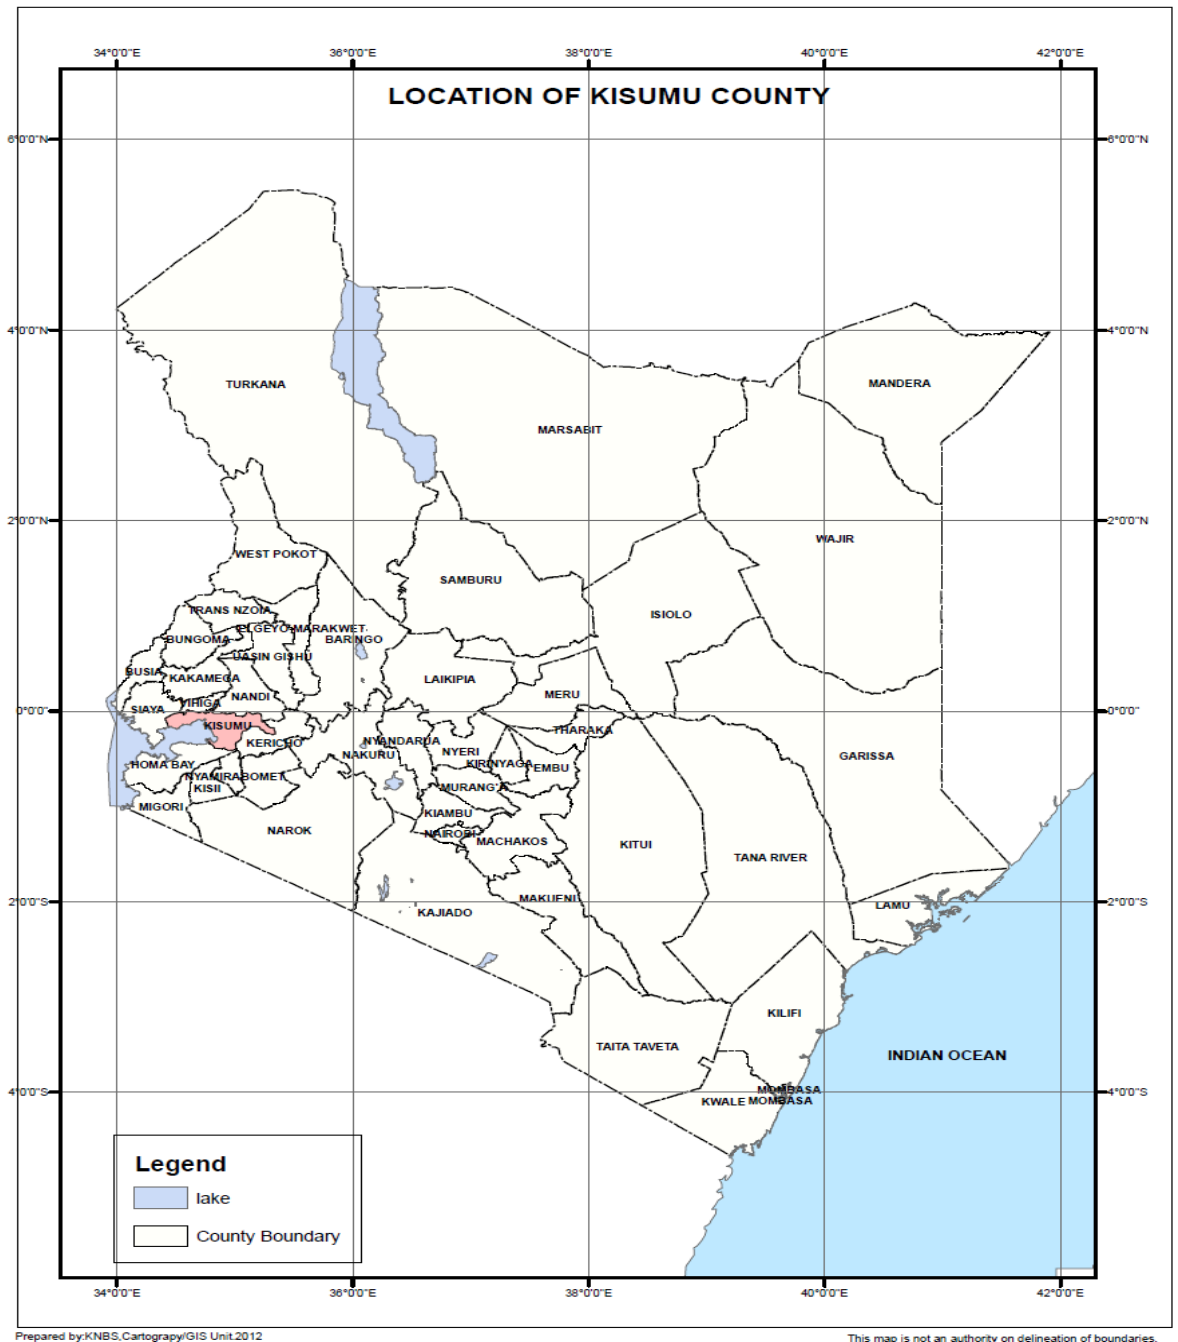 34°0'0"E 36°0'0"E 38°0'0"E 40°0'0"E 42°0'0"E
LOCATION OF KISUMU COUNTY
6°0'0"N 6°0'0"N
4°0'0"N 4°0'0"N
TURKANA
MANDERA
MARSABIT
2°0'0"N 2°0'0"N
WAJIR
WEST POKOT
SAMBURU
ISIOLO
TRANS NZOIA
ELGEYO-MARAKWET
BUNGOMA
BARINGO
UASIN GISHU
BUSIA
KAKAMEGA
LAIKIPIA
NANDI
MERU
VIHIGA
SIAYA
0°0'0" 0°0'0"
KISUMU
THARAKA
KERICHO
NYANDARUA
NYERI
NAKURU
GARISSA
HOMA BAY
KIRINYAGA
EMBU
NYAMIRA
BOMET
KISII
MURANG'A
MIGORI
KIAMBU
NAROK
NAIROBI
MACHAKOS
KITUI
TANA RIVER
MAKUENI
2°0'0"S 2°0'0"S
LAMU
KAJIADO
KILIFI
TAITA TAVETA
INDIAN OCEAN
4°0'0"S 4°0'0"S
MOMBASA
KWALE MOMBASA
Legend
lake
County Boundary
34°0'0"E 36°0'0"E 38°0'0"E 40°0'0"E 42°0'0"E
Prepared by:KNBS,Cartograpy/GIS Unit.2012
This map is not an authority on delineation of boundaries.